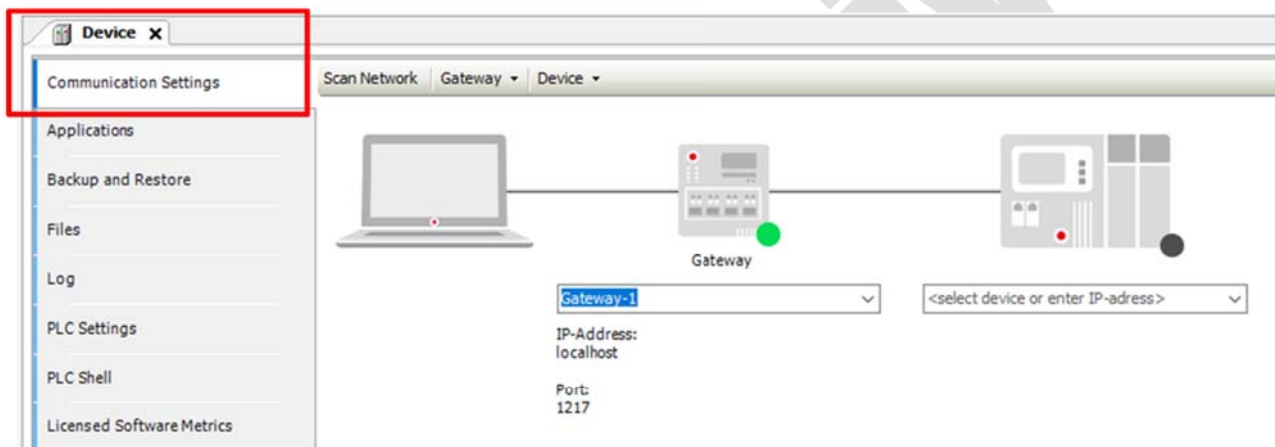 Device X
Communication Settings
Scan Network Gateway Device
Applications
Backup and Restore
Files
Log
PLC Settings
PLC Shell
Licensed Software Metrics
Gateway
Gateway-1
<select device or enter IP-adress>
IP-Address:
localhost
Port:
1217